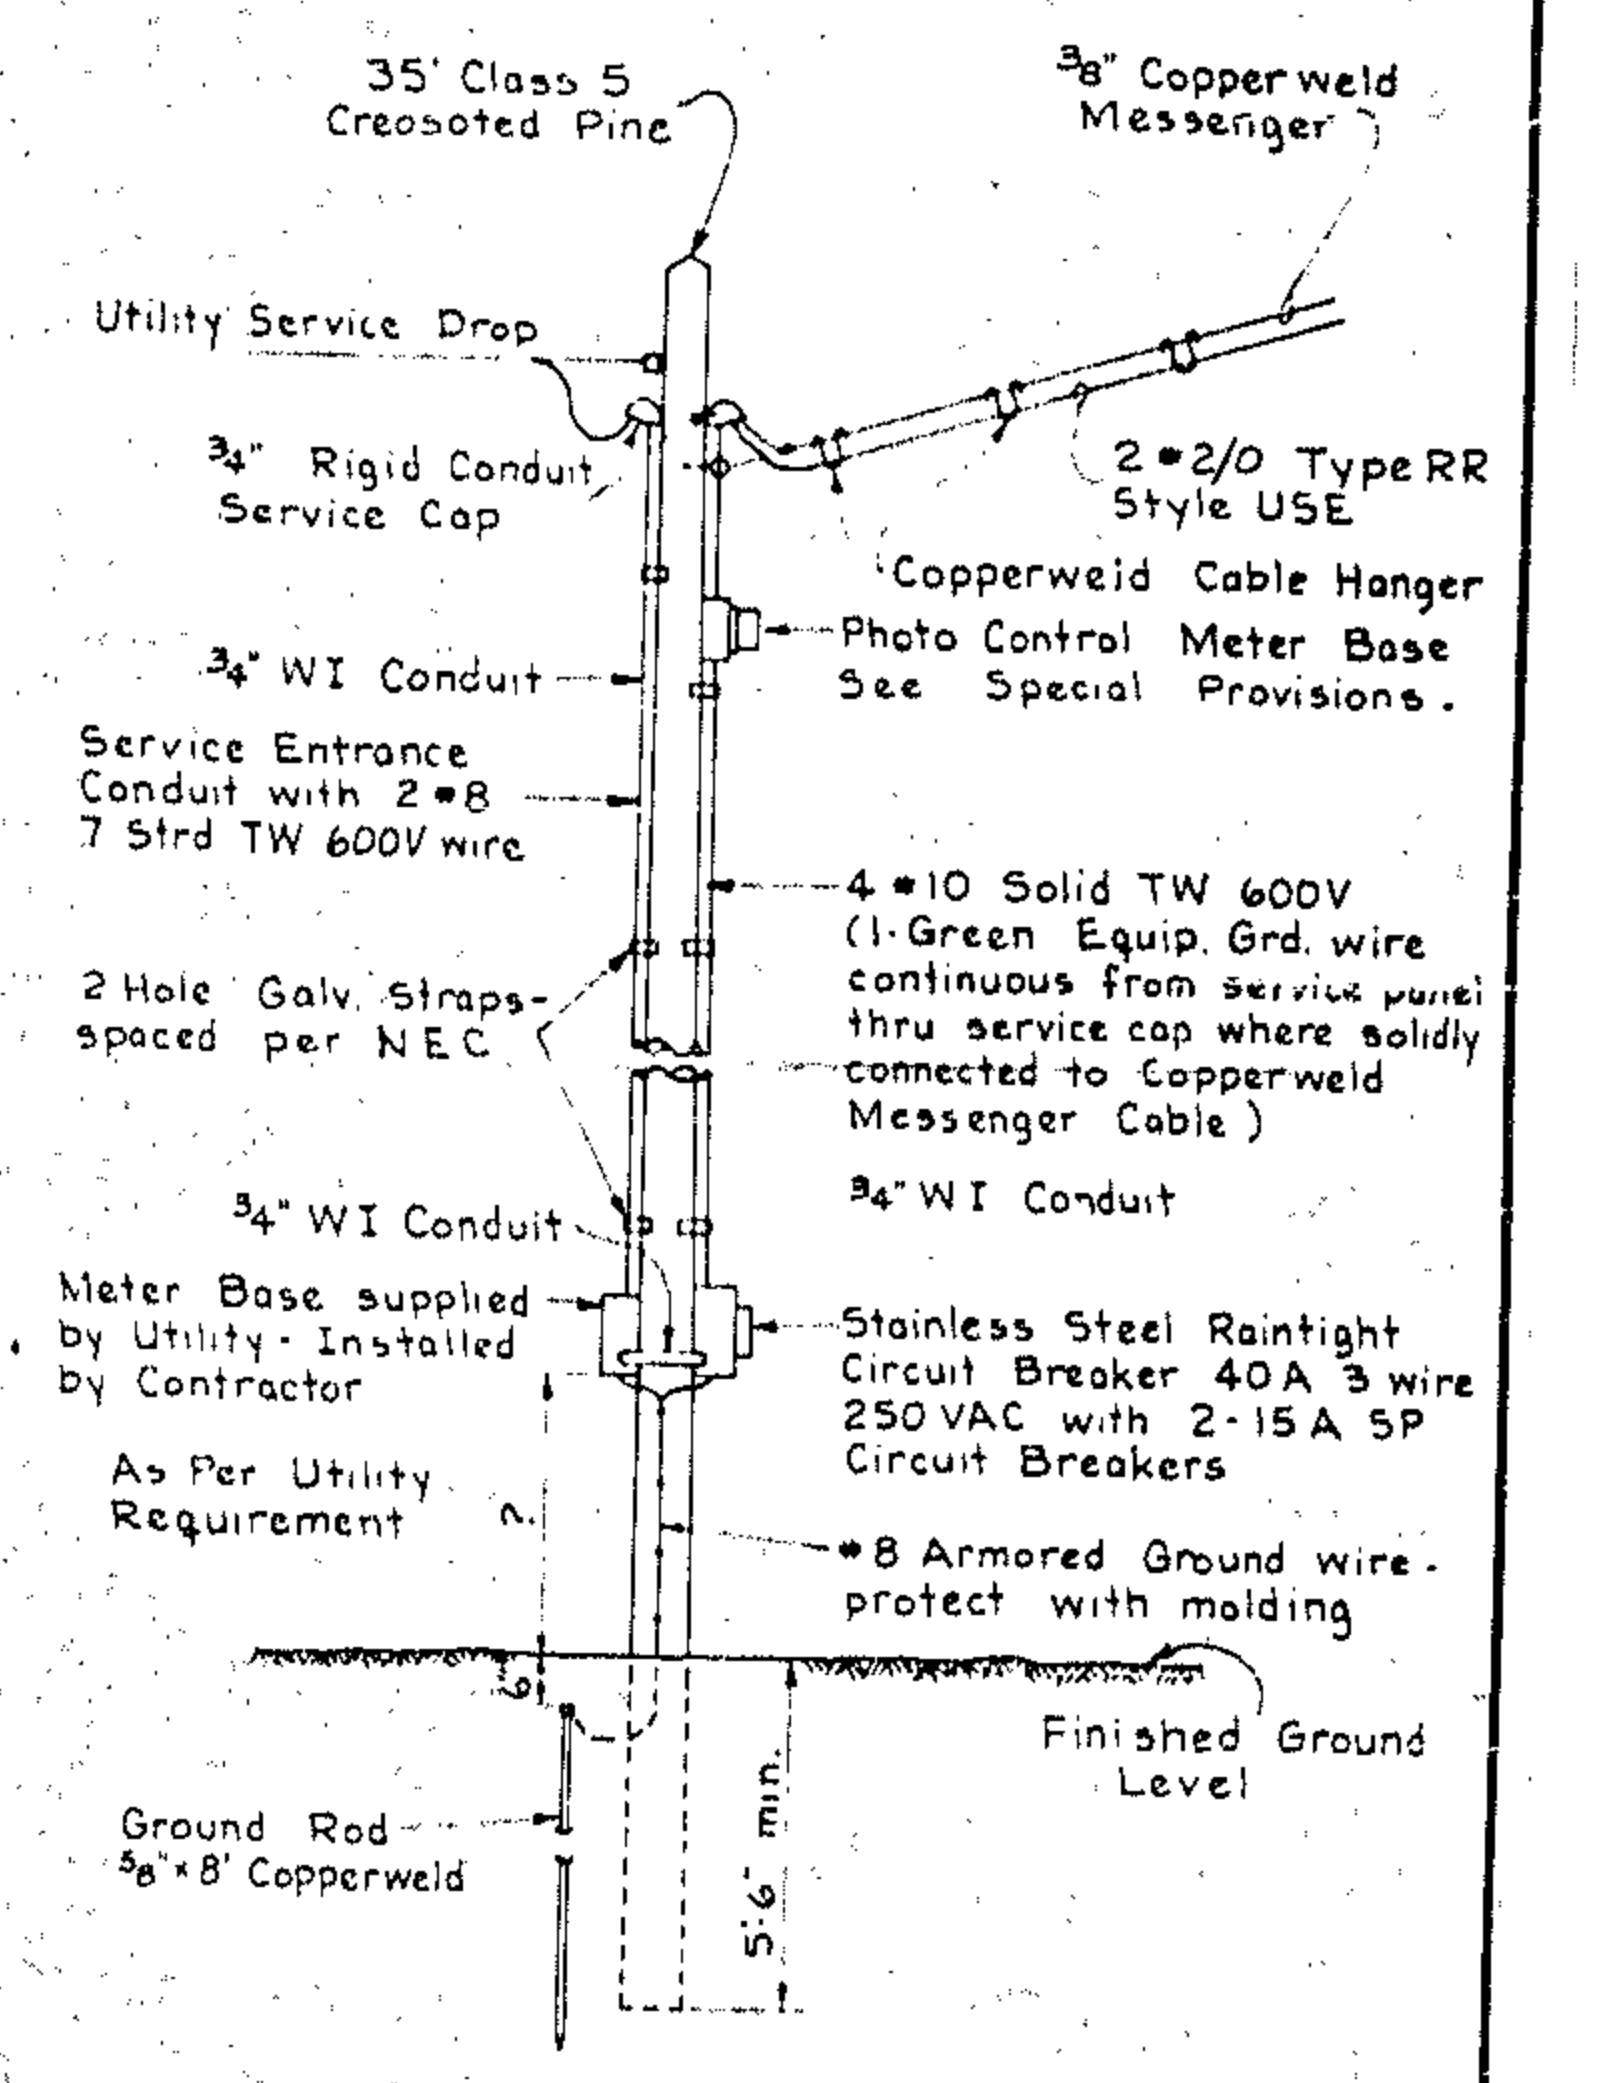 35' Class 5
Creosoted Pine
3/8" Copperweld
Messenger
Utility Service Drop
3/4" Rigid Conduit
Service Cap
2 #2/0 Type RR
Style USE
Copperweld Cable Hanger
Photo Control Meter Base
See Special Provisions.
3/4" WI Conduit
Service Entrance
Conduit with 2 #8
7 Strd TW 600V wire
4 #10 Solid TW 600V
(1-Green Equip. Grd. wire
continuous from service panel
thru service cap where solidly
connected to Copperweld
Messenger Cable)
2 Hole Galv. Straps-
spaced per NEC
3/4" WI Conduit
3/4" WI Conduit
Meter Base supplied
by Utility - Installed
by Contractor
Stainless Steel Raintight
Circuit Breaker 40A 3 wire
250 VAC with 2-15A SP
Circuit Breakers
As Per Utility
Requirement
#8 Armored Ground wire -
protect with molding
6"
Finished Ground
Level
5'-6" min.
Ground Rod
5/8" x 8' Copperweld